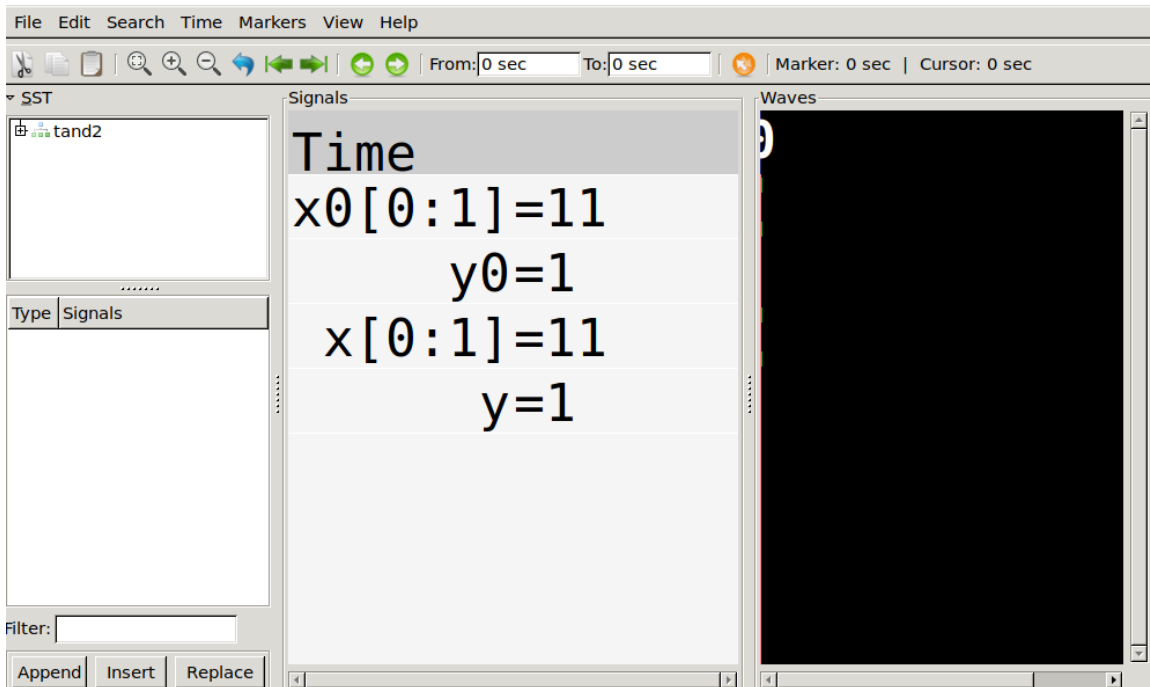 File Edit Search Time Markers View Help
From: 0 sec To: 0 sec Marker: 0 sec | Cursor: 0 sec
SST
tand2
Type Signals
Filter:
Append Insert Replace
Signals
Time
x0[0:1]=11
y0=1
x[0:1]=11
y=1
Waves
0